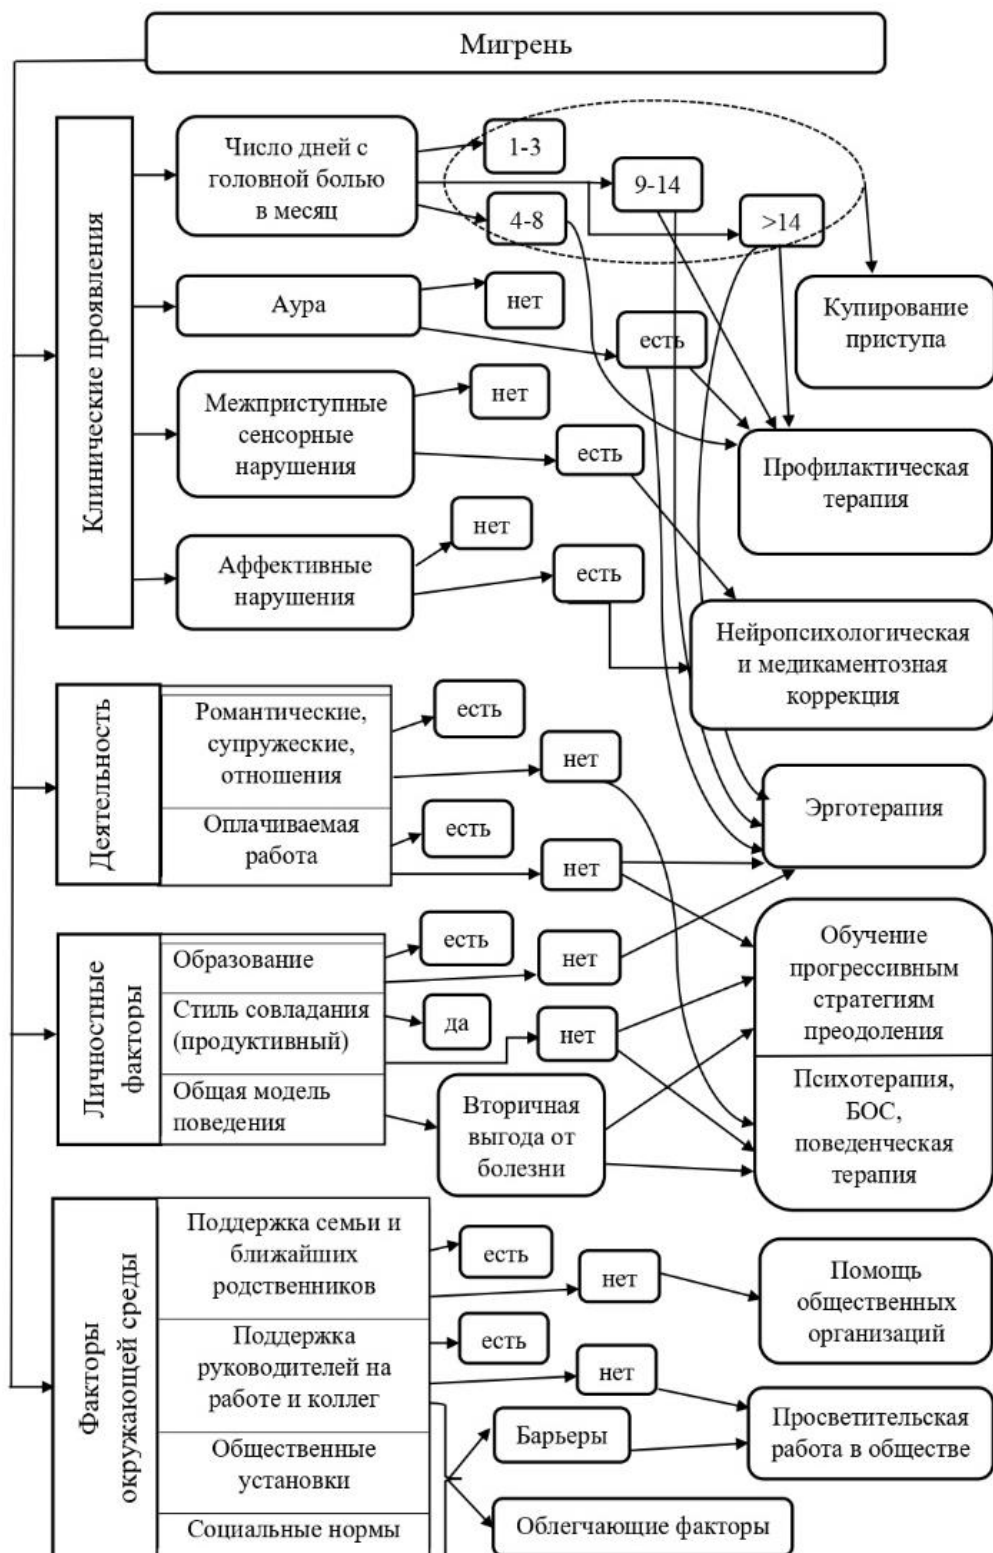 Мигрень
Клинические проявления
Число дней с
головной болью
в месяц
1-3
9-14
4-8
>14
Купирование
приступа
Аура
нет
есть
Межприступные
сенсорные
нарушения
нет
есть
Профилактическая
терапия
Аффективные
нарушения
нет
есть
Нейропсихологическая
и медикаментозная
коррекция
Деятельность
Романтические,
супружеские,
отношения
есть
нет
Оплачиваемая
работа
есть
нет
Эрготерапия
Личностные
факторы
Образование
есть
нет
Стиль совладания
(продуктивный)
да
нет
Общая модель
поведения
Вторичная
выгода от
болезни
Обучение
прогрессивным
стратегиям
преодоления
Психотерапия,
БОС,
поведенческая
терапия
Факторы
окружающей среды
Поддержка семьи и
ближайших
родственников
есть
нет
Помощь
общественных
организаций
Поддержка
руководителей на
работе и коллег
есть
нет
Просветительская
работа в обществе
Общественные
установки
Барьеры
Социальные нормы
Облегчающие факторы